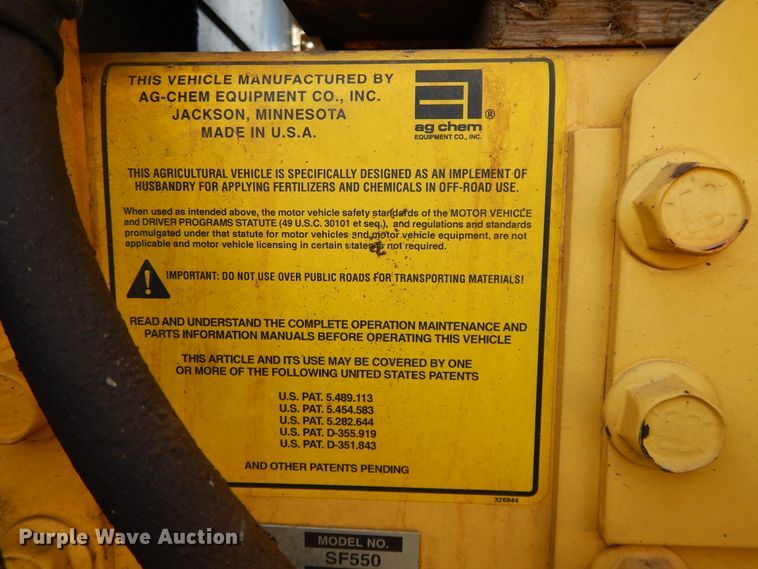 THIS VEHICLE MANUFACTURED BY
AG-CHEM EQUIPMENT CO., INC.
JACKSON, MINNESOTA
MADE IN U.S.A.
®
ag chem
EQUIPMENT CO., INC.
THIS AGRICULTURAL VEHICLE IS SPECIFICALLY DESIGNED AS AN IMPLEMENT OF
HUSBANDRY FOR APPLYING FERTILIZERS AND CHEMICALS IN OFF-ROAD USE.
When used as intended above, the motor vehicle safety standards of the MOTOR VEHICLE
and DRIVER PROGRAMS STATUTE (49 U.S.C. 30101 et seq.), and regulations and standards
promulgated under that statute for motor vehicles and motor vehicle equipment, are not
applicable and motor vehicle licensing in certain states is not required.
IMPORTANT: DO NOT USE OVER PUBLIC ROADS FOR TRANSPORTING MATERIALS!
READ AND UNDERSTAND THE COMPLETE OPERATION MAINTENANCE AND
PARTS INFORMATION MANUALS BEFORE OPERATING THIS VEHICLE
THIS ARTICLE AND ITS USE MAY BE COVERED BY ONE
OR MORE OF THE FOLLOWING UNITED STATES PATENTS
U.S. PAT. 5.489.113
U.S. PAT. 5.454.583
U.S. PAT. 5.282.644
U.S. PAT. D-355.919
U.S. PAT. D-351.843
AND OTHER PATENTS PENDING
326844
MODEL NO.
SF550
Purple Wave Auction